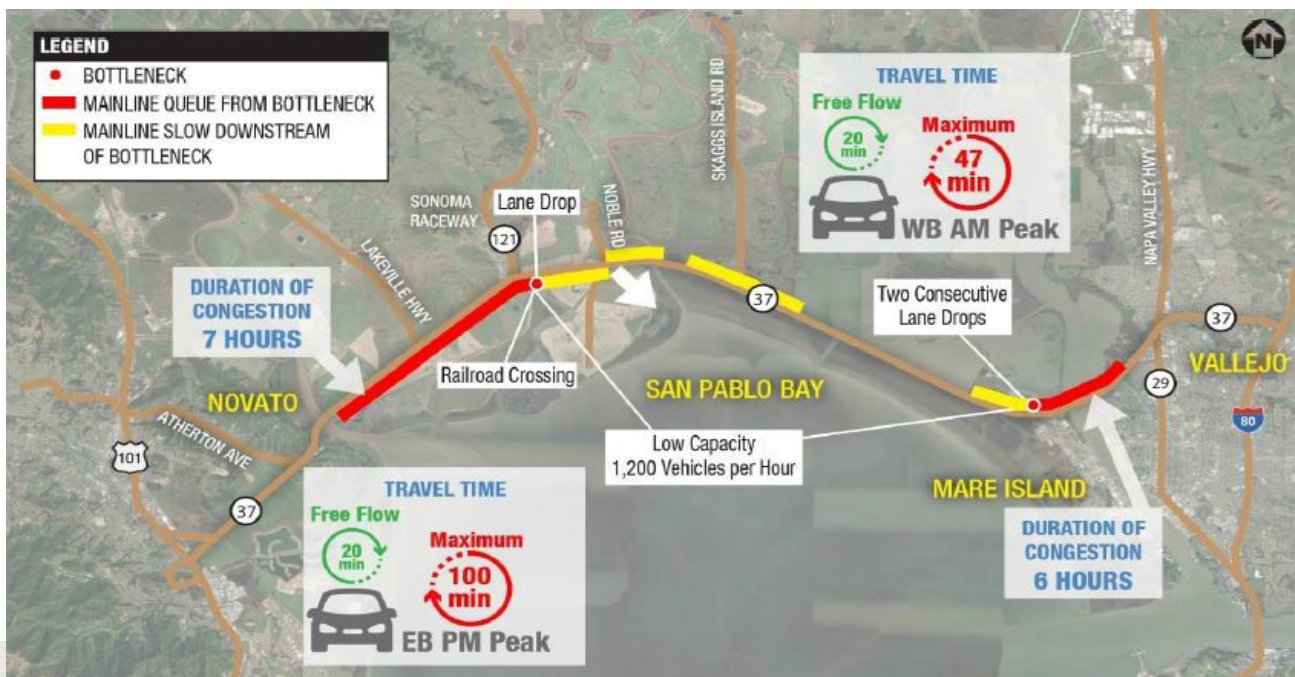 LEGEND
BOTTLENECK
MAINLINE QUEUE FROM BOTTLENECK
MAINLINE SLOW DOWNSTREAM
OF BOTTLENECK
N
TRAVEL TIME
Free Flow
20
min
Maximum
47
min
WB AM Peak
SONOMA
RACEWAY
121
Lane Drop
NOBLE RD
SKAGGS ISLAND RD
NAPA VALLEY HWY
LAKEVILLE HWY
DURATION OF
CONGESTION
7 HOURS
Railroad Crossing
37
Two Consecutive
Lane Drops
37
VALLEJO
29
80
NOVATO
SAN PABLO BAY
ATHERTON AVE
101
37
Low Capacity
1,200 Vehicles per Hour
MARE ISLAND
TRAVEL TIME
Free Flow
20
min
Maximum
100
min
EB PM Peak
DURATION OF
CONGESTION
6 HOURS